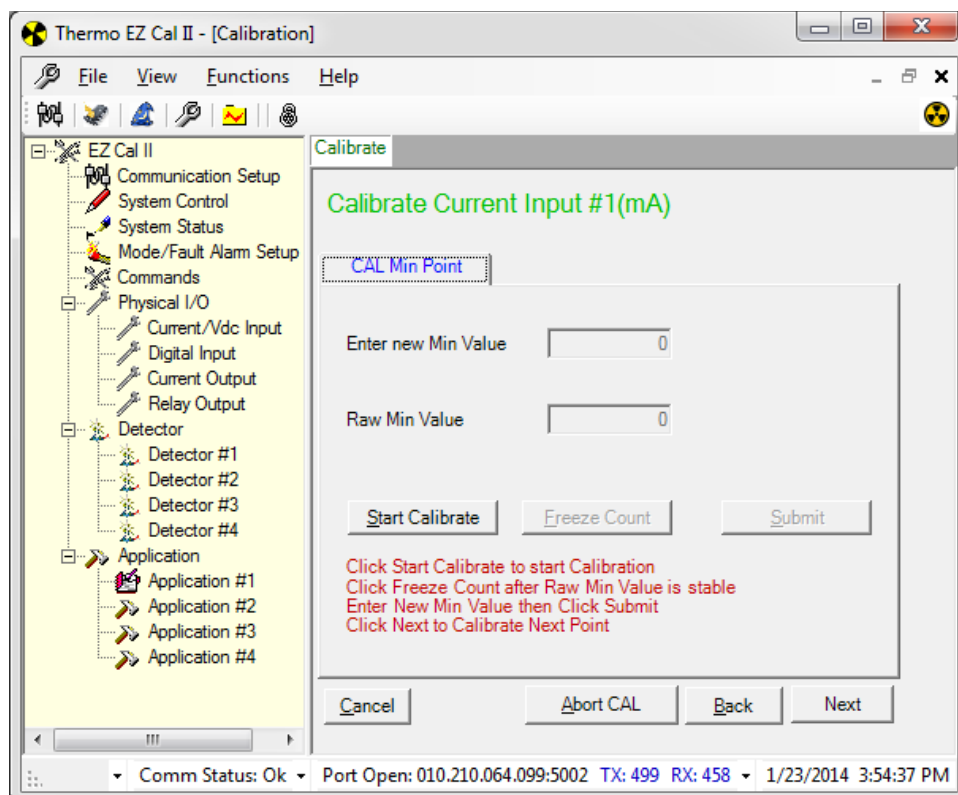 Thermo EZ Cal II - [Calibration]
File View Functions Help
EZ Cal II
Communication Setup
System Control
System Status
Mode/Fault Alarm Setup
Commands
Physical I/O
Current/Vdc Input
Digital Input
Current Output
Relay Output
Detector
Detector #1
Detector #2
Detector #3
Detector #4
Application
Application #1
Application #2
Application #3
Application #4
Calibrate
Calibrate Current Input #1(mA)
CAL Min Point
Enter new Min Value 0
Raw Min Value 0
Start Calibrate Freeze Count Submit
Click Start Calibrate to start Calibration
Click Freeze Count after Raw Min Value is stable
Enter New Min Value then Click Submit
Click Next to Calibrate Next Point
Cancel Abort CAL Back Next
Comm Status: Ok Port Open: 010.210.064.099:5002 TX: 499 RX: 458 1/23/2014 3:54:37 PM